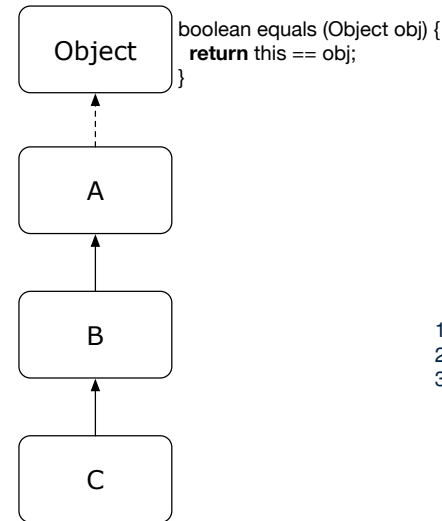 Object
boolean equals (Object obj) {
return this == obj;
}
A
B
1
2
3
C